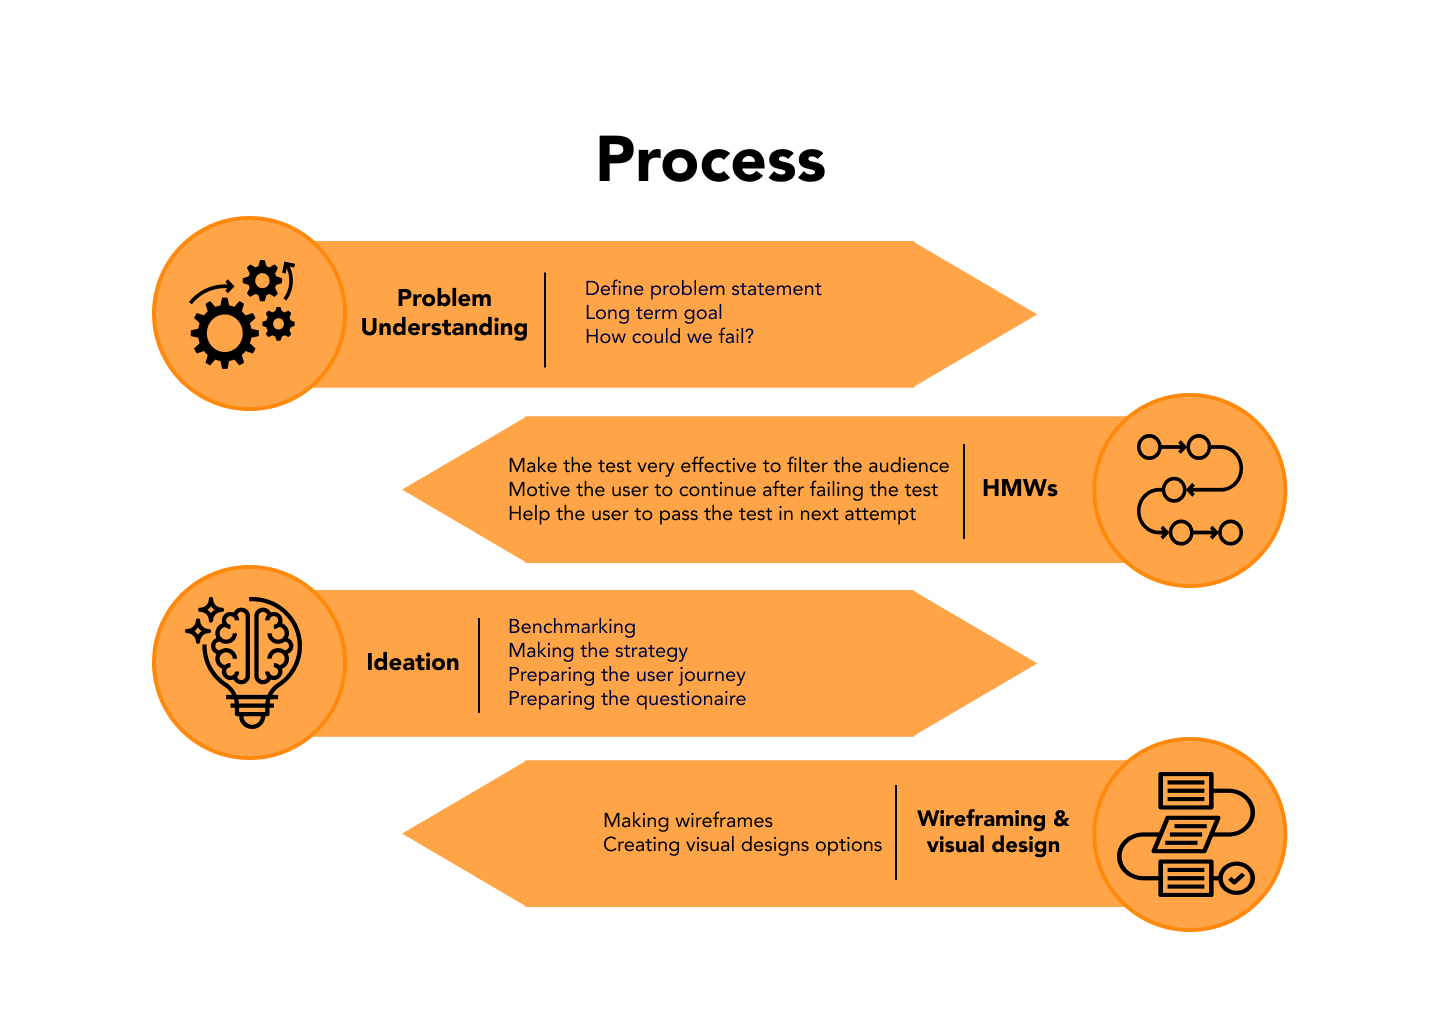 Process
Problem
Understanding
Define problem statement
Long term goal
How could we fail?
Make the test very effective to filter the audience
Motive the user to continue after failing the test
Help the user to pass the test in next attempt
HMWs
Ideation
Benchmarking
Making the strategy
Preparing the user journey
Preparing the questionaire
Making wireframes
Creating visual designs options
Wireframing &
visual design